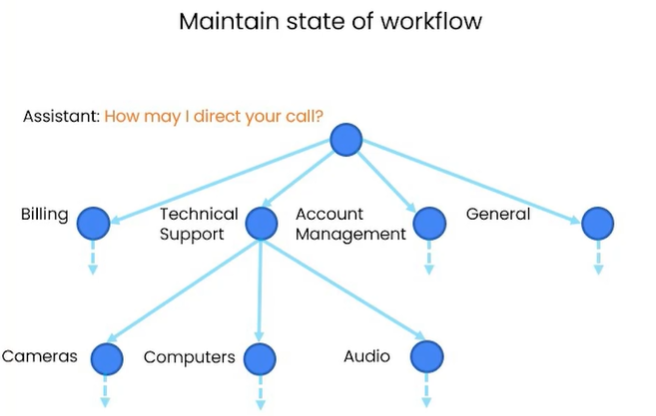 Maintain state of workflow
Assistant: How may I direct your call?
Billing
Technical
Support
Account
Management
General
Cameras
Computers
Audio